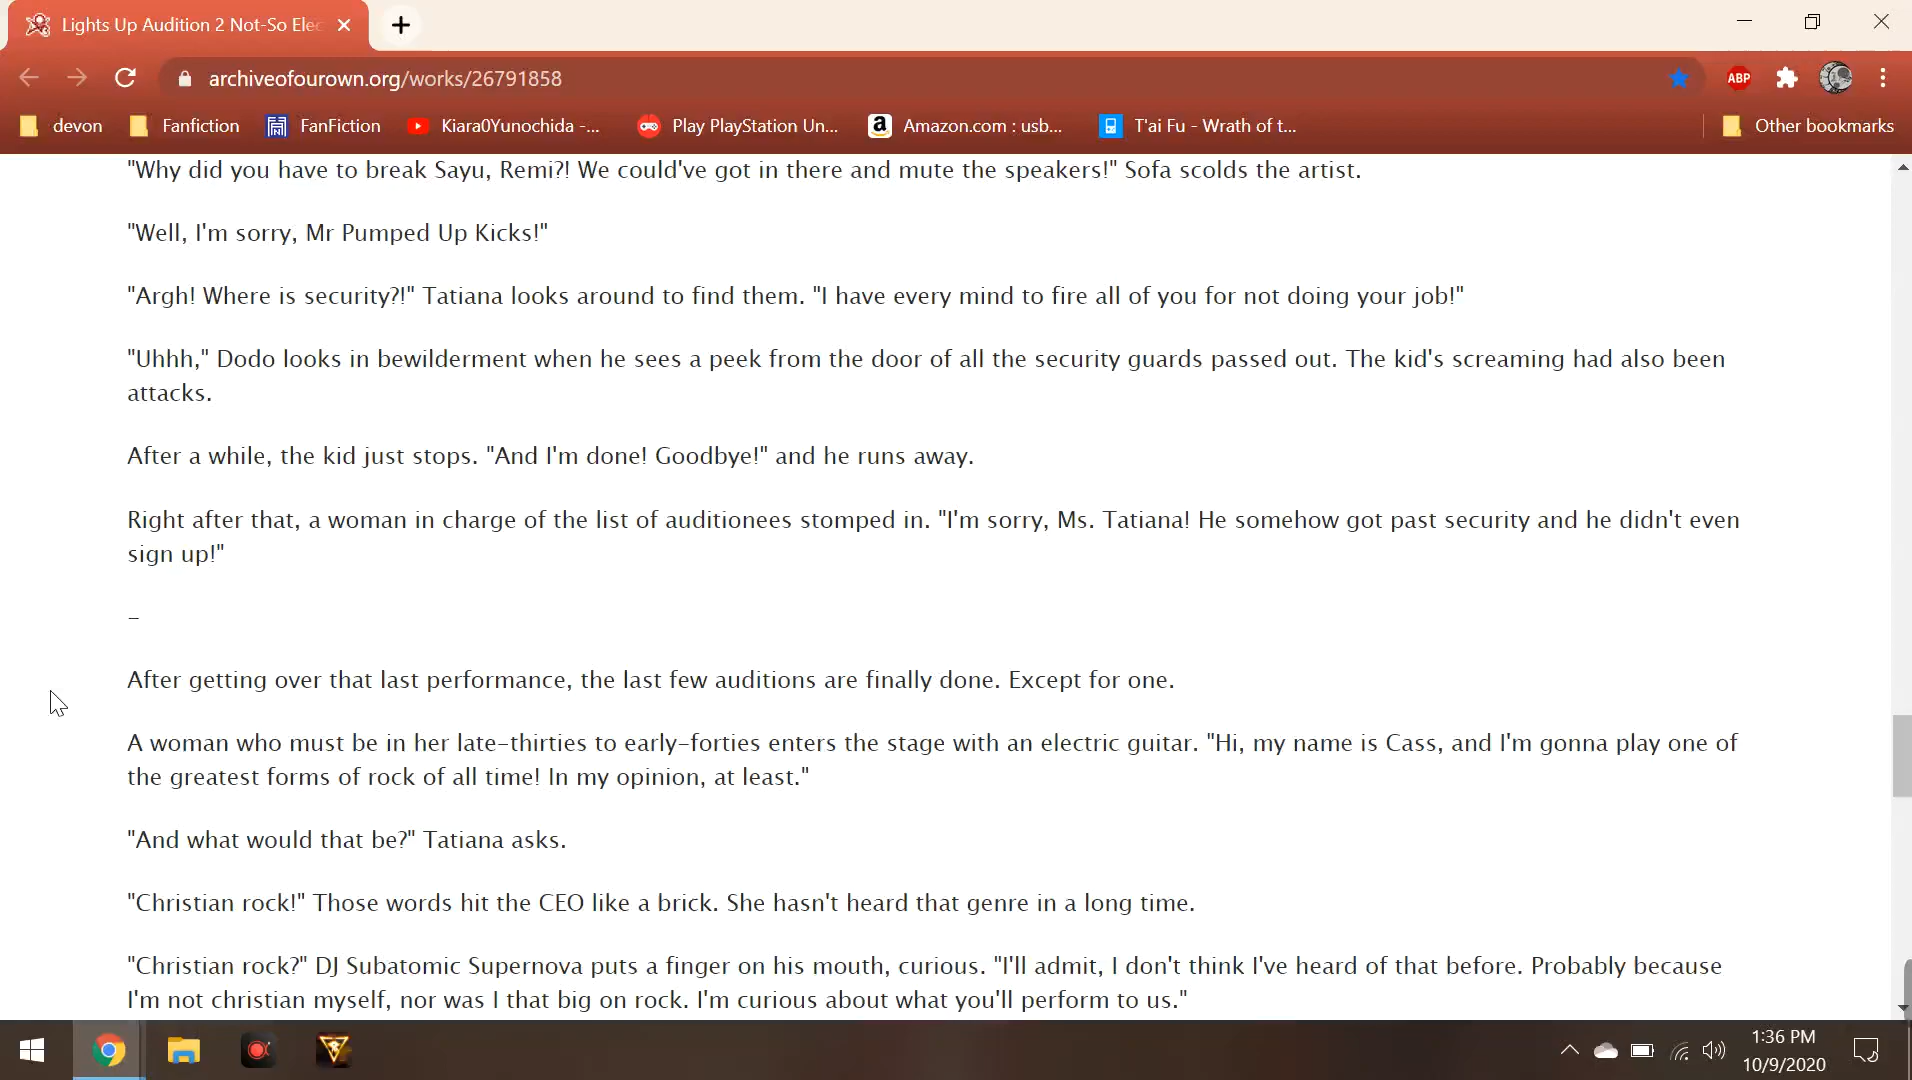 Lights Up Audition 2 Not-So Elec
archiveofourown.org/works/26791858
ABP
devon
Fanfiction
FanFiction
Kiara0Yunochida -...
Play PlayStation Un...
Amazon.com : usb...
T'ai Fu - Wrath of t...
Other bookmarks
"Why did you have to break Sayu, Remi?! We could've got in there and mute the speakers!" Sofa scolds the artist.
"Well, I'm sorry, Mr Pumped Up Kicks!"
"Argh! Where is security?!" Tatiana looks around to find them. "I have every mind to fire all of you for not doing your job!"
"Uhhh," Dodo looks in bewilderment when he sees a peek from the door of all the security guards passed out. The kid's screaming had also been
attacks.
After a while, the kid just stops. "And I'm done! Goodbye!" and he runs away.
Right after that, a woman in charge of the list of auditionees stomped in. "I'm sorry, Ms. Tatiana! He somehow got past security and he didn't even
sign up!"
–
After getting over that last performance, the last few auditions are finally done. Except for one.
A woman who must be in her late-thirties to early-forties enters the stage with an electric guitar. "Hi, my name is Cass, and I'm gonna play one of
the greatest forms of rock of all time! In my opinion, at least."
"And what would that be?" Tatiana asks.
"Christian rock!" Those words hit the CEO like a brick. She hasn't heard that genre in a long time.
"Christian rock?" DJ Subatomic Supernova puts a finger on his mouth, curious. "I'll admit, I don't think I've heard of that before. Probably because
I'm not christian myself, nor was I that big on rock. I'm curious about what you'll perform to us."
1:36 PM
10/9/2020